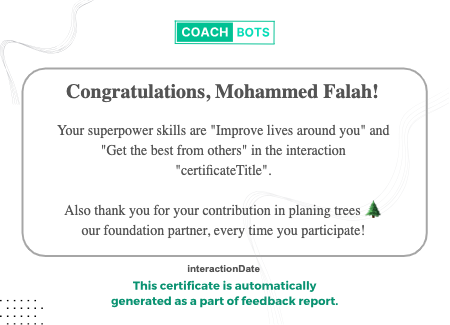 COACH BOTS
Congratulations, Mohammed Falah!
Your superpower skills are "Improve lives around you" and
"Get the best from others" in the interaction
"certificateTitle".
Also thank you for your contribution in planing trees 🌲
our foundation partner, every time you participate!
interactionDate
This certificate is automatically
generated as a part of feedback report.